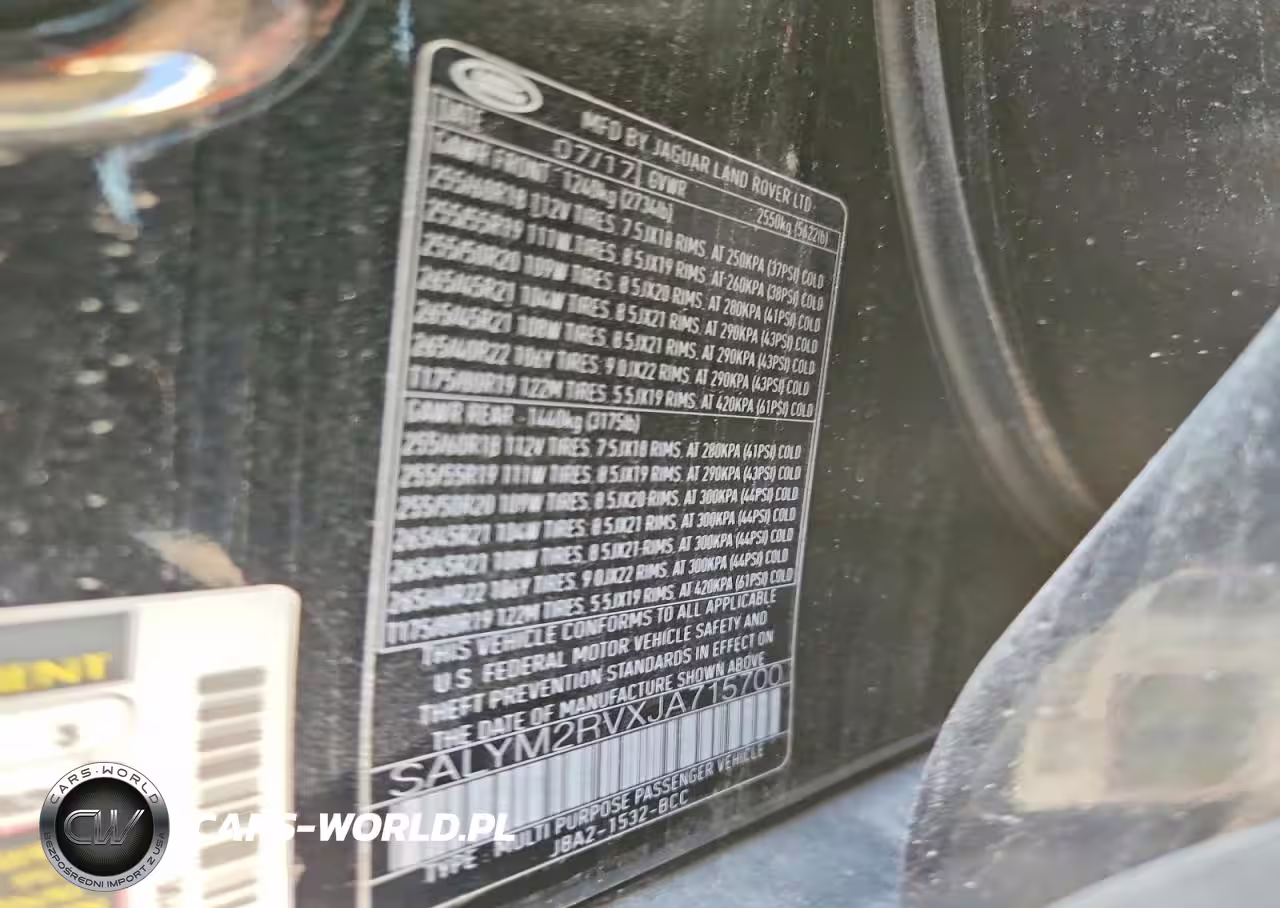 MFD BY JAGUAR LAND ROVER LTD
DATE 07/17 GVWR 2550kg (5622lb)
GAWR FRONT - 1240kg (2734lb)
255/60R18 112V TIRES, 7.5JX18 RIMS, AT 250KPA (37PSI) COLD
255/55R19 111W TIRES, 8.5JX19 RIMS, AT 260KPA (38PSI) COLD
255/50R20 109W TIRES, 8.5JX20 RIMS, AT 280KPA (41PSI) COLD
265/45R21 104W TIRES, 8.5JX21 RIMS, AT 290KPA (43PSI) COLD
265/45R21 108W TIRES, 8.5JX21 RIMS, AT 290KPA (43PSI) COLD
265/40R22 106Y TIRES, 9.0JX22 RIMS, AT 290KPA (43PSI) COLD
T175/80R19 122M TIRES, 5.5JX19 RIMS, AT 420KPA (61PSI) COLD
GAWR REAR - 1440kg (3175lb)
255/60R18 112V TIRES, 7.5JX18 RIMS, AT 280KPA (41PSI) COLD
255/55R19 111W TIRES, 8.5JX19 RIMS, AT 290KPA (43PSI) COLD
255/50R20 109W TIRES, 8.5JX20 RIMS, AT 300KPA (44PSI) COLD
265/45R21 104W TIRES, 8.5JX21 RIMS, AT 300KPA (44PSI) COLD
265/45R21 108W TIRES, 8.5JX21 RIMS, AT 300KPA (44PSI) COLD
265/40R22 106Y TIRES, 9.0JX22 RIMS, AT 300KPA (44PSI) COLD
T175/80R19 122M TIRES, 5.5JX19 RIMS, AT 420KPA (61PSI) COLD
THIS VEHICLE CONFORMS TO ALL APPLICABLE
U.S. FEDERAL MOTOR VEHICLE SAFETY AND
THEFT PREVENTION STANDARDS IN EFFECT ON
THE DATE OF MANUFACTURE SHOWN ABOVE
SALYM2RVXJA715700
TYPE : MULTI PURPOSE PASSENGER VEHICLE
J8A2-1532-BCC
3
CARS-WORLD
CW
BEZPOŚREDNI IMPORT Z USA
CARS-WORLD.PL